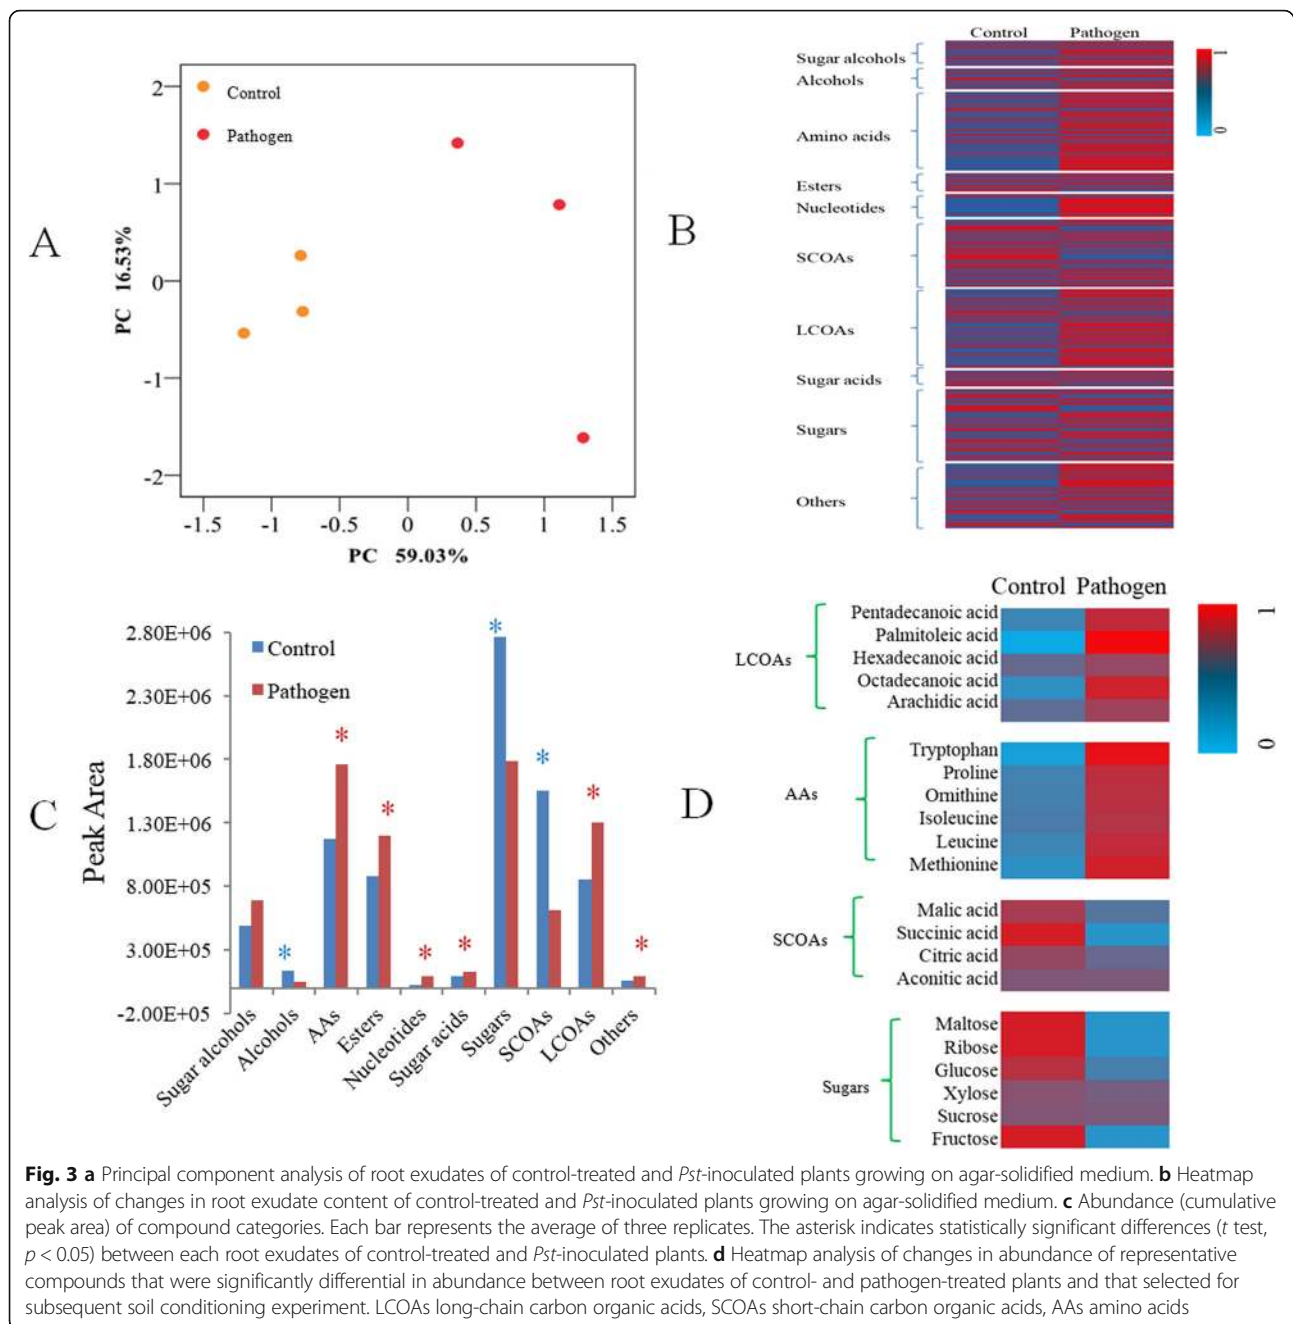 A
Control
Pathogen
2
1
0
-1
-2
PC 16.53%
-1.5 -1 -0.5 0 0.5 1 1.5
PC 59.03%
B
Control Pathogen
Sugar alcohols
Alcohols
Amino acids
Esters
Nucleotides
SCOAs
LCOAs
Sugar acids
Sugars
Others
1
0
C
Control
Pathogen
Peak Area
2.80E+06
2.30E+06
1.80E+06
1.30E+06
8.00E+05
3.00E+05
-2.00E+05
* * * * * * * * *
Sugar alcohols
Alcohols
AAs
Esters
Nucleotides
Sugar acids
Sugars
SCOAs
LCOAs
Others
D
Control Pathogen
LCOAs
Pentadecanoic acid
Palmitoleic acid
Hexadecanoic acid
Octadecanoic acid
Arachidic acid
AAs
Tryptophan
Proline
Ornithine
Isoleucine
Leucine
Methionine
SCOAs
Malic acid
Succinic acid
Citric acid
Aconitic acid
Sugars
Maltose
Ribose
Glucose
Xylose
Sucrose
Fructose
1
0
Fig. 3 a Principal component analysis of root exudates of control-treated and Pst-inoculated plants growing on agar-solidified medium. b Heatmap
analysis of changes in root exudate content of control-treated and Pst-inoculated plants growing on agar-solidified medium. c Abundance (cumulative
peak area) of compound categories. Each bar represents the average of three replicates. The asterisk indicates statistically significant differences (t test,
p < 0.05) between each root exudates of control-treated and Pst-inoculated plants. d Heatmap analysis of changes in abundance of representative
compounds that were significantly differential in abundance between root exudates of control- and pathogen-treated plants and that selected for
subsequent soil conditioning experiment. LCOAs long-chain carbon organic acids, SCOAs short-chain carbon organic acids, AAs amino acids